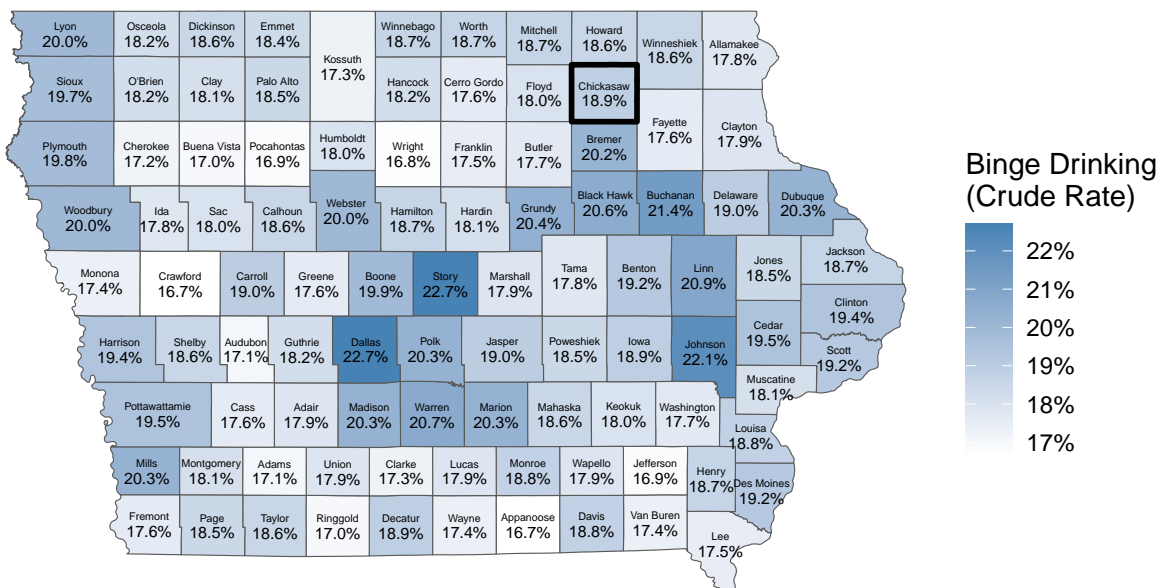 Lyon
20.0%
Osceola
18.2%
Dickinson
18.6%
Emmet
18.4%
Kossuth
17.3%
Winnebago
18.7%
Worth
18.7%
Mitchell
18.7%
Howard
18.6%
Winneshiek
18.6%
Allamakee
17.8%
Sioux
19.7%
O'Brien
18.2%
Clay
18.1%
Palo Alto
18.5%
Hancock
18.2%
Cerro Gordo
17.6%
Floyd
18.0%
Chickasaw
18.9%
Fayette
17.6%
Clayton
17.9%
Plymouth
19.8%
Cherokee
17.2%
Buena Vista
17.0%
Pocahontas
16.9%
Humboldt
18.0%
Wright
16.8%
Franklin
17.5%
Butler
17.7%
Bremer
20.2%
Woodbury
20.0%
Ida
17.8%
Sac
18.0%
Calhoun
18.6%
Webster
20.0%
Hamilton
18.7%
Hardin
18.1%
Grundy
20.4%
Black Hawk
20.6%
Buchanan
21.4%
Delaware
19.0%
Dubuque
20.3%
Monona
17.4%
Crawford
16.7%
Carroll
19.0%
Greene
17.6%
Boone
19.9%
Story
22.7%
Marshall
17.9%
Tama
17.8%
Benton
19.2%
Linn
20.9%
Jones
18.5%
Jackson
18.7%
Clinton
19.4%
Harrison
19.4%
Shelby
18.6%
Audubon
17.1%
Guthrie
18.2%
Dallas
22.7%
Polk
20.3%
Jasper
19.0%
Poweshiek
18.5%
Iowa
18.9%
Johnson
22.1%
Cedar
19.5%
Scott
19.2%
Muscatine
18.1%
Pottawattamie
19.5%
Cass
17.6%
Adair
17.9%
Madison
20.3%
Warren
20.7%
Marion
20.3%
Mahaska
18.6%
Keokuk
18.0%
Washington
17.7%
Louisa
18.8%
Mills
20.3%
Montgomery
18.1%
Adams
17.1%
Union
17.9%
Clarke
17.3%
Lucas
17.9%
Monroe
18.8%
Wapello
17.9%
Jefferson
16.9%
Henry
18.7%
Des Moines
19.2%
Fremont
17.6%
Page
18.5%
Taylor
18.6%
Ringgold
17.0%
Decatur
18.9%
Wayne
17.4%
Appanoose
16.7%
Davis
18.8%
Van Buren
17.4%
Lee
17.5%
Binge Drinking
(Crude Rate)
22%
21%
20%
19%
18%
17%